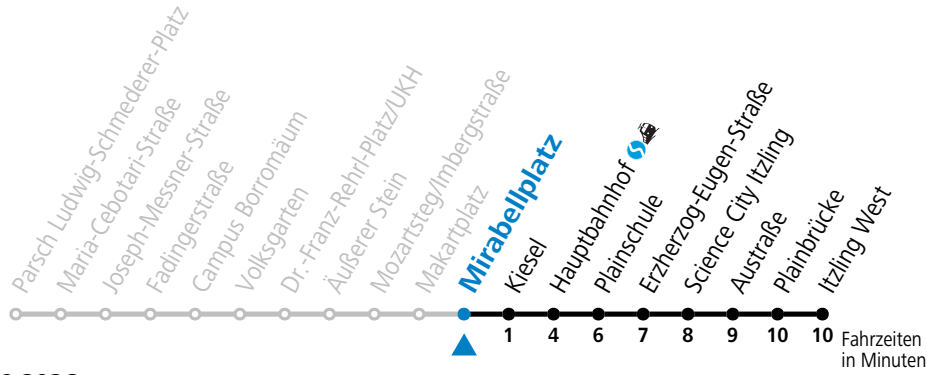 Parsch Ludwig-Schmederer-Platz
Maria-Cebotari-Straße
Joseph-Messner-Straße
Fadingerstraße
Campus Borromäum
Volksgarten
Dr.-Franz-Rehrl-Platz/UKH
Äußerer Stein
Mozartsteg/Imbergstraße
Makartplatz
Mirabellplatz
Kiesel
Hauptbahnhof
Plainschule
Erzherzog-Eugen-Straße
Science City Itzling
Austraße
Plainbrücke
Itzling West
1 4 6 7 8 9 10 10
Fahrzeiten
in Minuten